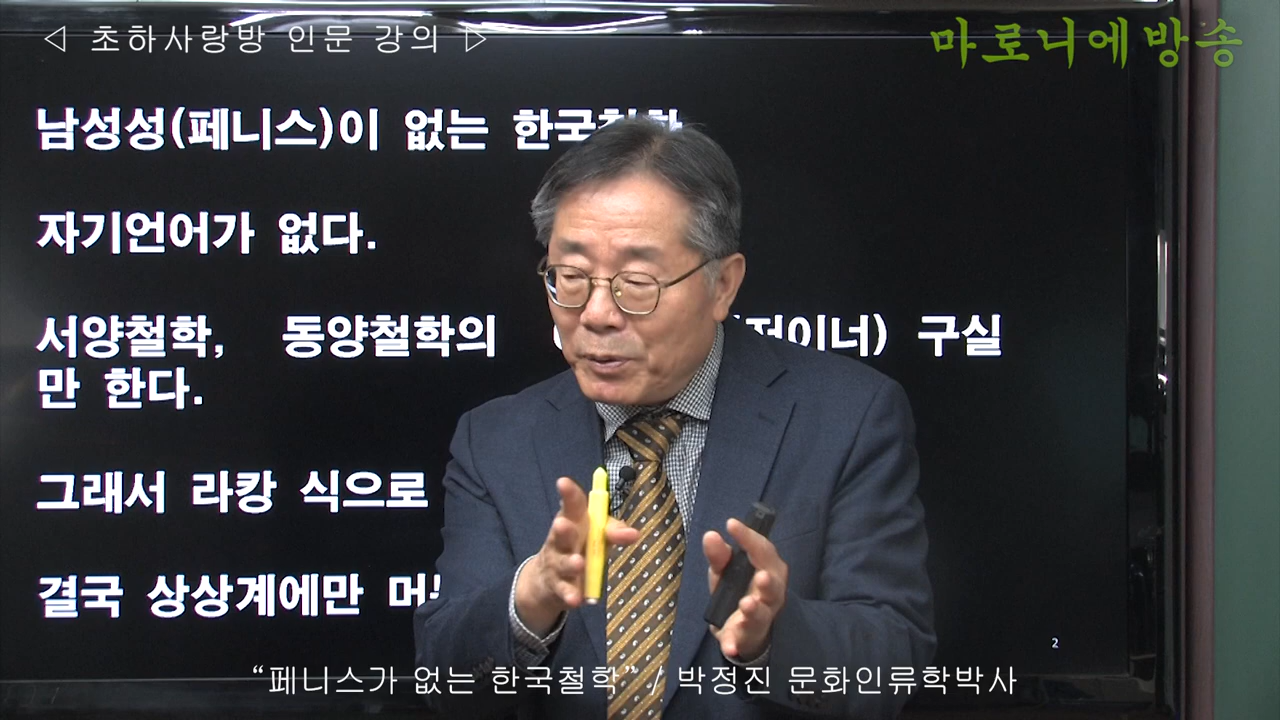 ◁ 초하사랑방 인문 강의 ▷
마로니에방송
남성성(페니스)이 없는
자기언어가 없다.
서양철학, 동양철학의 구실
만 한다.
그래서 라캉 식으로
결국 상상계에만
2
“페니스가 없는 한국철학” / 박정진 문화인류학박사